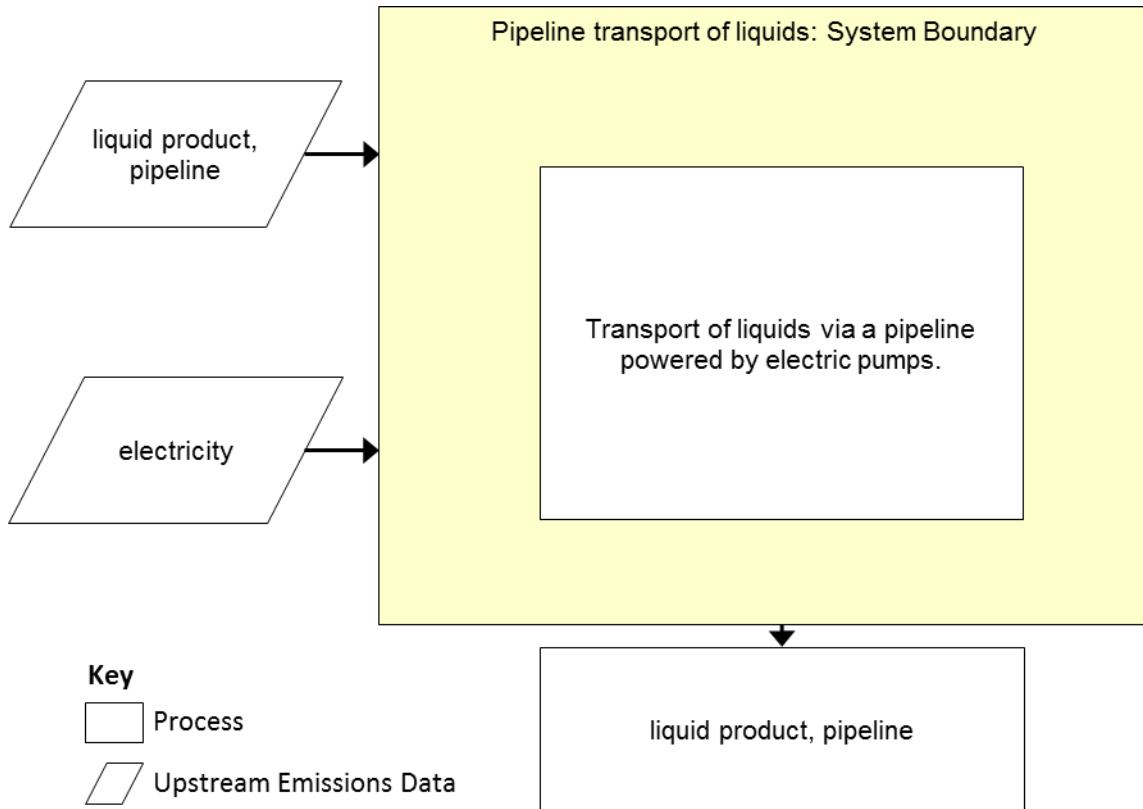 Pipeline transport of liquids: System Boundary
liquid product,
pipeline
Transport of liquids via a pipeline
powered by electric pumps.
electricity
liquid product, pipeline
Key
Process
Upstream Emissions Data